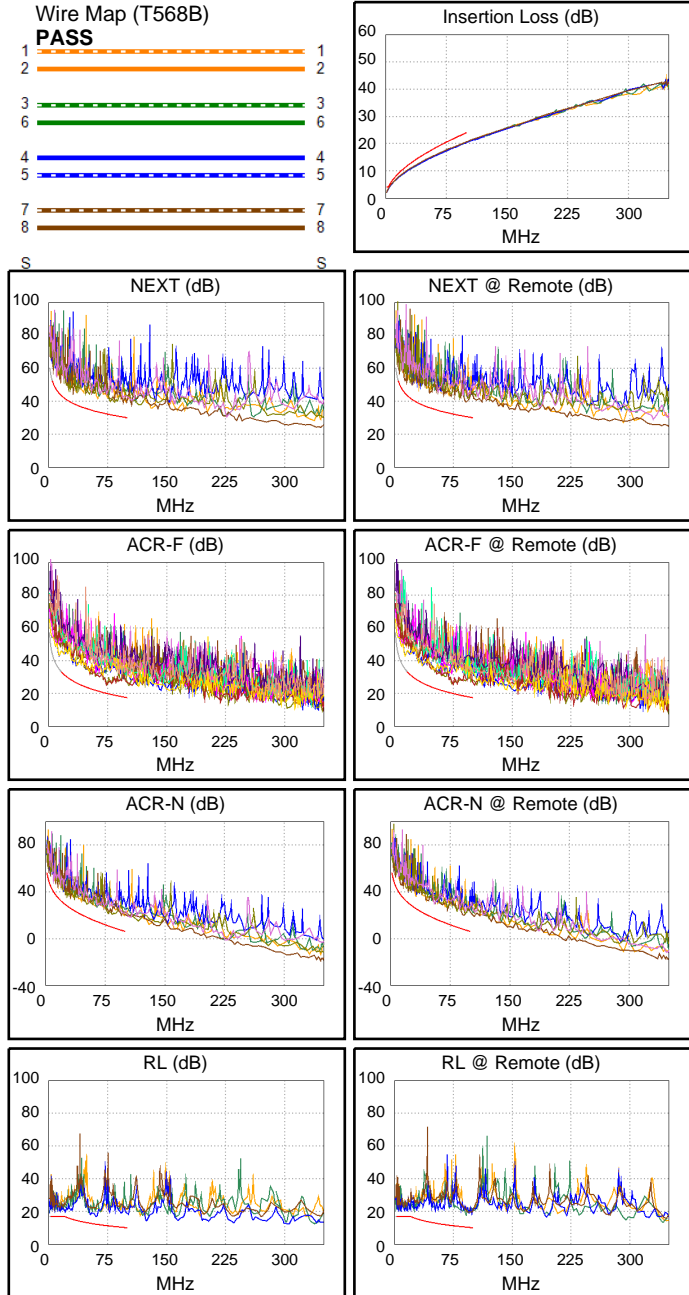 Wire Map (T568B)
PASS
1 1
2 2
3 3
6 6
4 4
5 5
7 7
8 8
S S
Insertion Loss (dB)
60
50
40
30
20
10
0
0 75 150 225 300
MHz
NEXT (dB)
100
80
60
40
20
0
0 75 150 225 300
MHz
NEXT @ Remote (dB)
100
80
60
40
20
0
0 75 150 225 300
MHz
ACR-F (dB)
100
80
60
40
20
0
0 75 150 225 300
MHz
ACR-F @ Remote (dB)
100
80
60
40
20
0
0 75 150 225 300
MHz
ACR-N (dB)
80
40
0
-40
0 75 150 225 300
MHz
ACR-N @ Remote (dB)
80
40
0
-40
0 75 150 225 300
MHz
RL (dB)
100
80
60
40
20
0
0 75 150 225 300
MHz
RL @ Remote (dB)
100
80
60
40
20
0
0 75 150 225 300
MHz